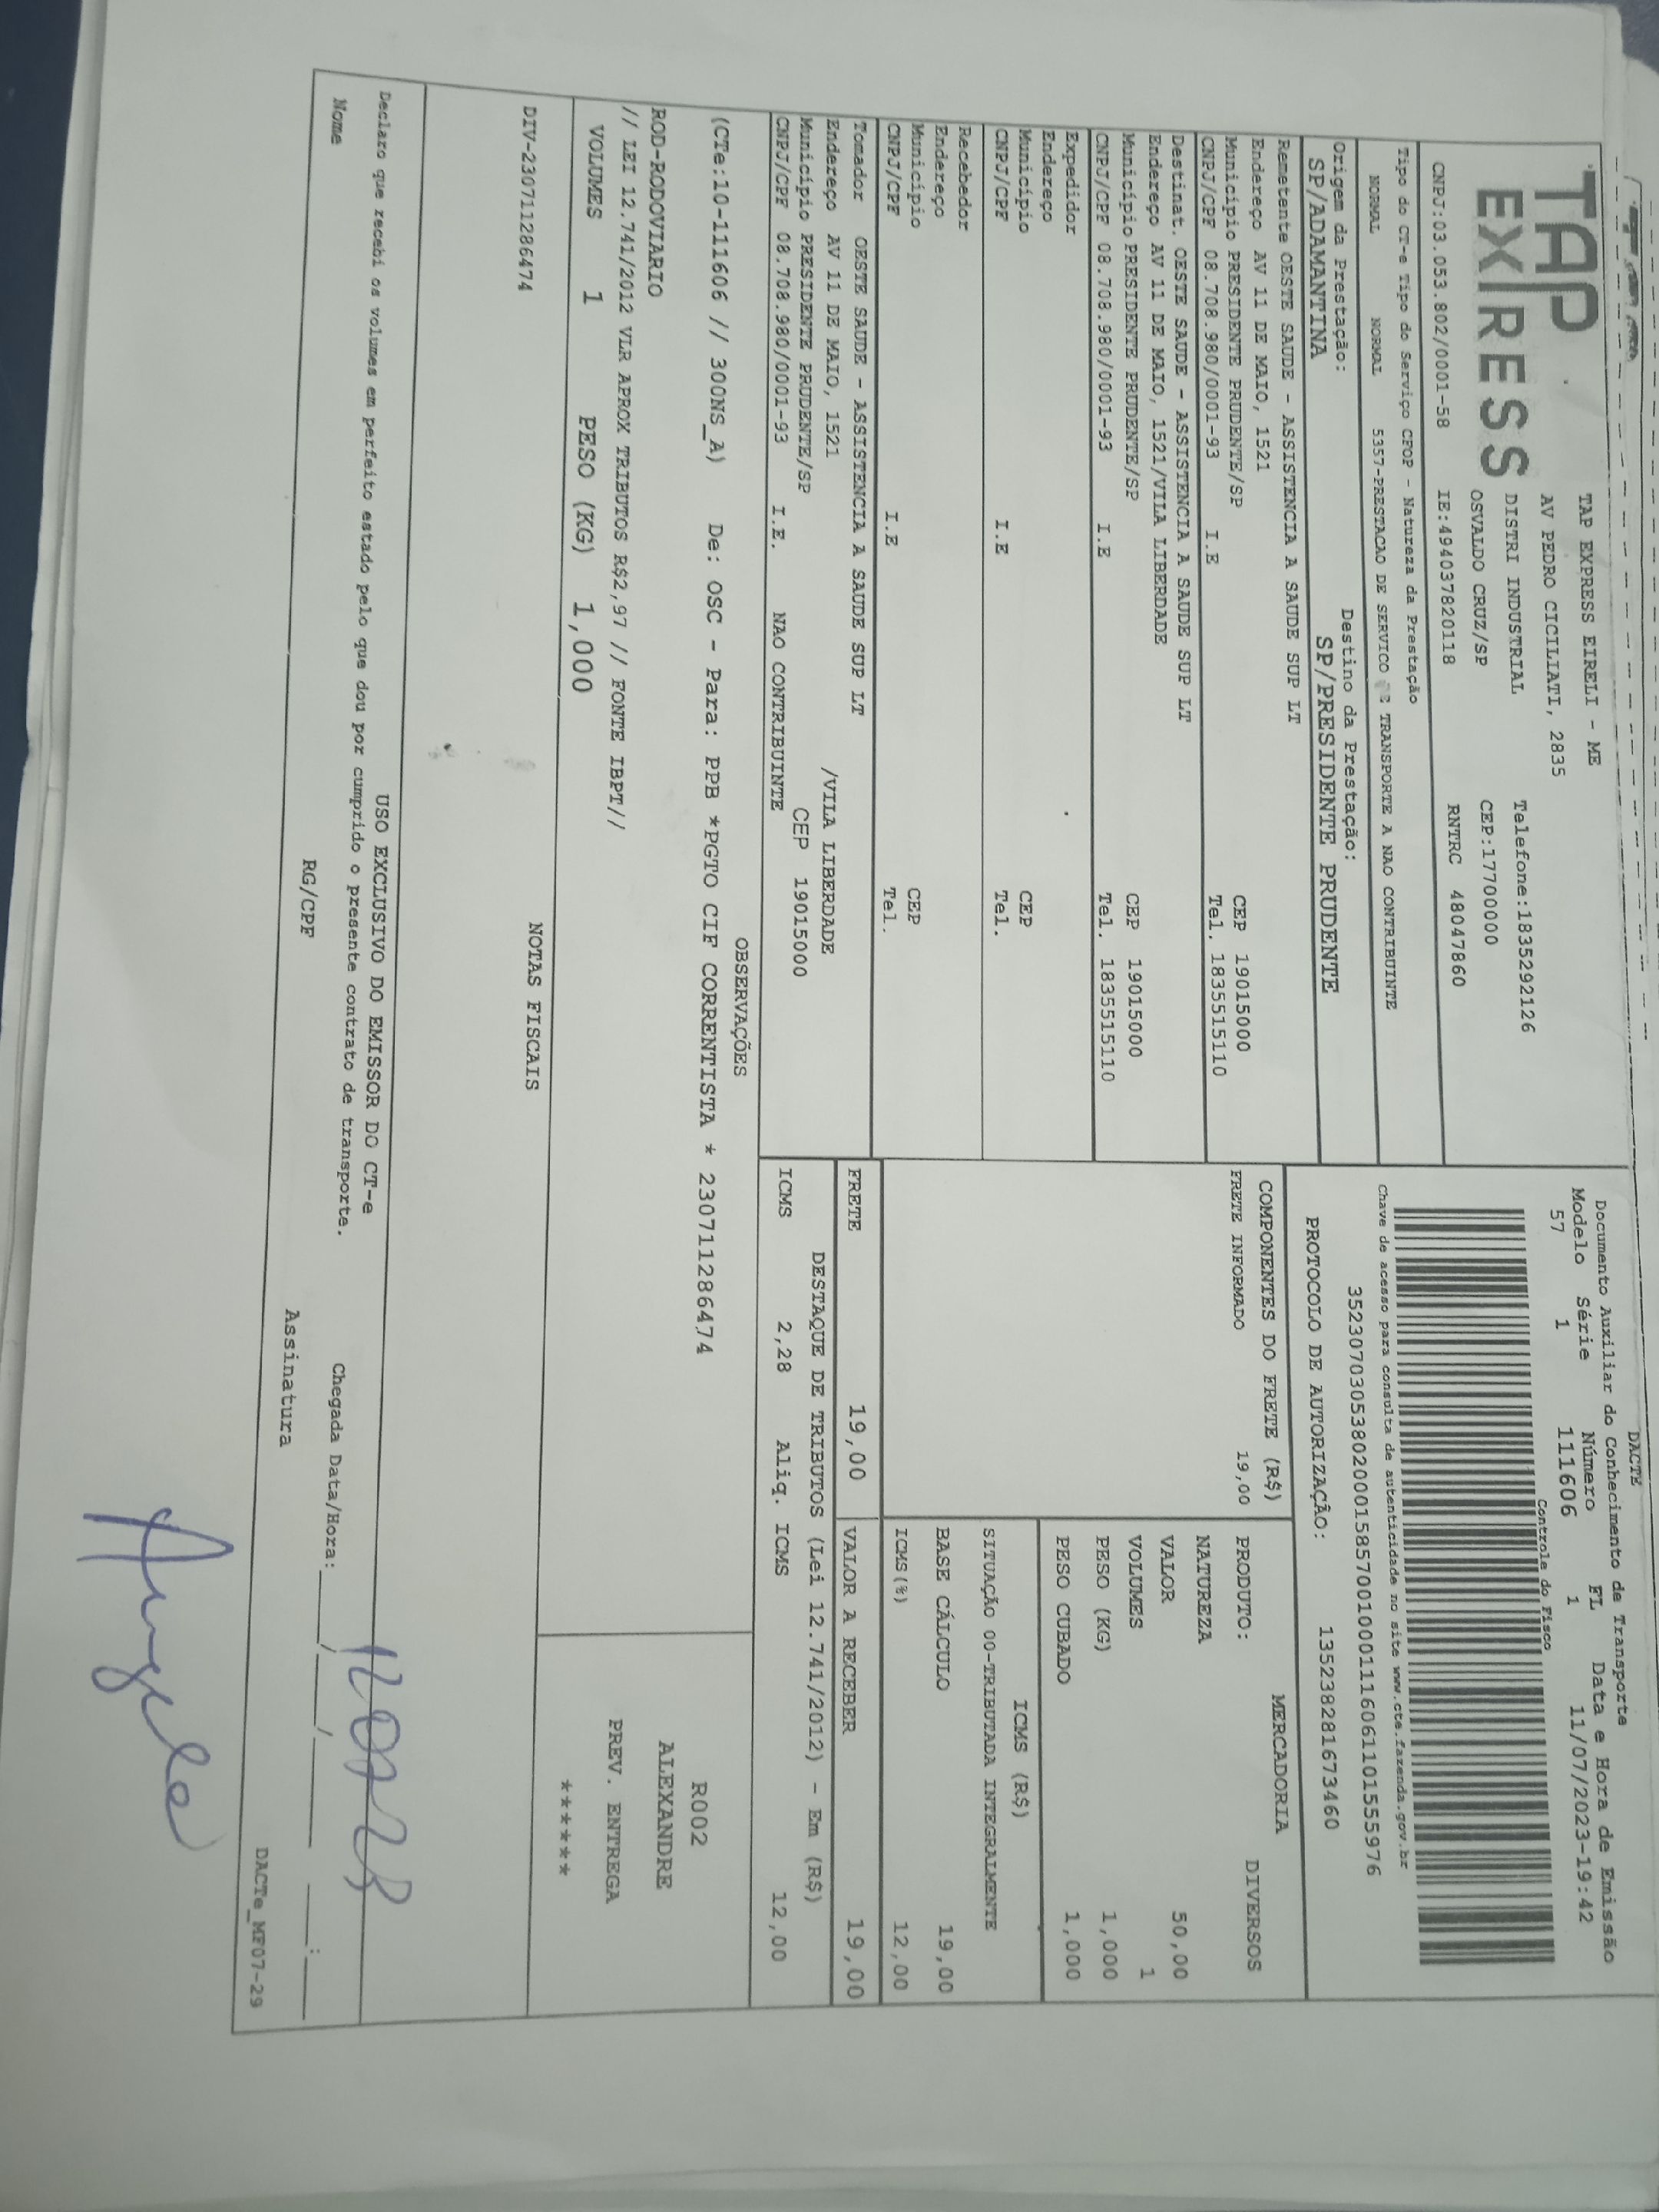 TAP
EXPRESS
TAP EXPRESS EIRELI - ME
AV PEDRO CICILIATI, 2835
DISTRI INDUSTRIAL
Telefone:1835292126
OSVALDO CRUZ/SP
CEP:17700000
CNPJ:03.053.802/0001-58 IE:494037820118 RNTRC 48047860
Tipo do CT-e Tipo do Serviço CFOP - Natureza da Prestação
NORMAL NORMAL 5357-PRESTACAO DE SERVICO TRANSPORTE A NAO CONTRIBUINTE
Origem da Prestação: Destino da Prestação:
SP/ADAMANTINA SP/PRESIDENTE PRUDENTE
Remetente OESTE SAUDE - ASSISTENCIA A SAUDE SUP LT
Endereço AV 11 DE MAIO, 1521
Município PRESIDENTE PRUDENTE/SP CEP 19015000
CNPJ/CPF 08.708.980/0001-93 I.E Tel. 1835515110
Destinat. OESTE SAUDE - ASSISTENCIA A SAUDE SUP LT
Endereço AV 11 DE MAIO, 1521/VILA LIBERDADE
Município PRESIDENTE PRUDENTE/SP CEP 19015000
CNPJ/CPF 08.708.980/0001-93 I.E Tel. 1835515110
Expedidor
Endereço
Município CEP
CNPJ/CPF I.E Tel.
Recebedor
Endereço
Município CEP
CNPJ/CPF I.E Tel.
Tomador OESTE SAUDE - ASSISTENCIA A SAUDE SUP LT
Endereço AV 11 DE MAIO, 1521 /VILA LIBERDADE
Município PRESIDENTE PRUDENTE/SP CEP 19015000
CNPJ/CPF 08.708.980/0001-93 I.E. NAO CONTRIBUINTE
DACTE
Documento Auxiliar do Conhecimento de Transporte
Modelo Série Número FL Data e Hora de Emissão
57 1 111606 1 11/07/2023-19:42
Controle do Fisco
Chave de acesso para consulta de autenticidade no site www.cte.fazenda.gov.br
35230703053802000158570010001116061101555976
PROTOCOLO DE AUTORIZAÇÃO: 135238281673460
COMPONENTES DO FRETE (R$)
FRETE INFORMADO 19,00
MERCADORIA
PRODUTO: DIVERSOS
NATUREZA
VALOR 50,00
VOLUMES 1
PESO (KG) 1,000
PESO CUBADO 1,000
ICMS (R$)
SITUAÇÃO 00-TRIBUTADA INTEGRALMENTE
BASE CÁLCULO 19,00
ICMS(%) 12,00
FRETE 19,00 VALOR A RECEBER 19,00
DESTAQUE DE TRIBUTOS (Lei 12.741/2012) - Em (R$)
ICMS 2,28 Aliq. ICMS 12,00
OBSERVAÇÕES
(CTe:10-111606 // 300NS_A) De: OSC - Para: PPB *PGTO CIF CORRENTISTA * 230711286474
ROD-RODOVIARIO
// LEI 12.741/2012 VLR APROX TRIBUTOS R$2,97 // FONTE IBPT//
VOLUMES 1 PESO (KG) 1,000
R002
ALEXANDRE
PREV. ENTREGA
******
NOTAS FISCAIS
DIV-230711286474
USO EXCLUSIVO DO EMISSOR DO CT-e
Declaro que recebi os volumes em perfeito estado pelo que dou por cumprido o presente contrato de transporte.
Chegada Data/Hora: ____/____/______ ____:____
Nome RG/CPF Assinatura
Angela
DACTe_MF07-29